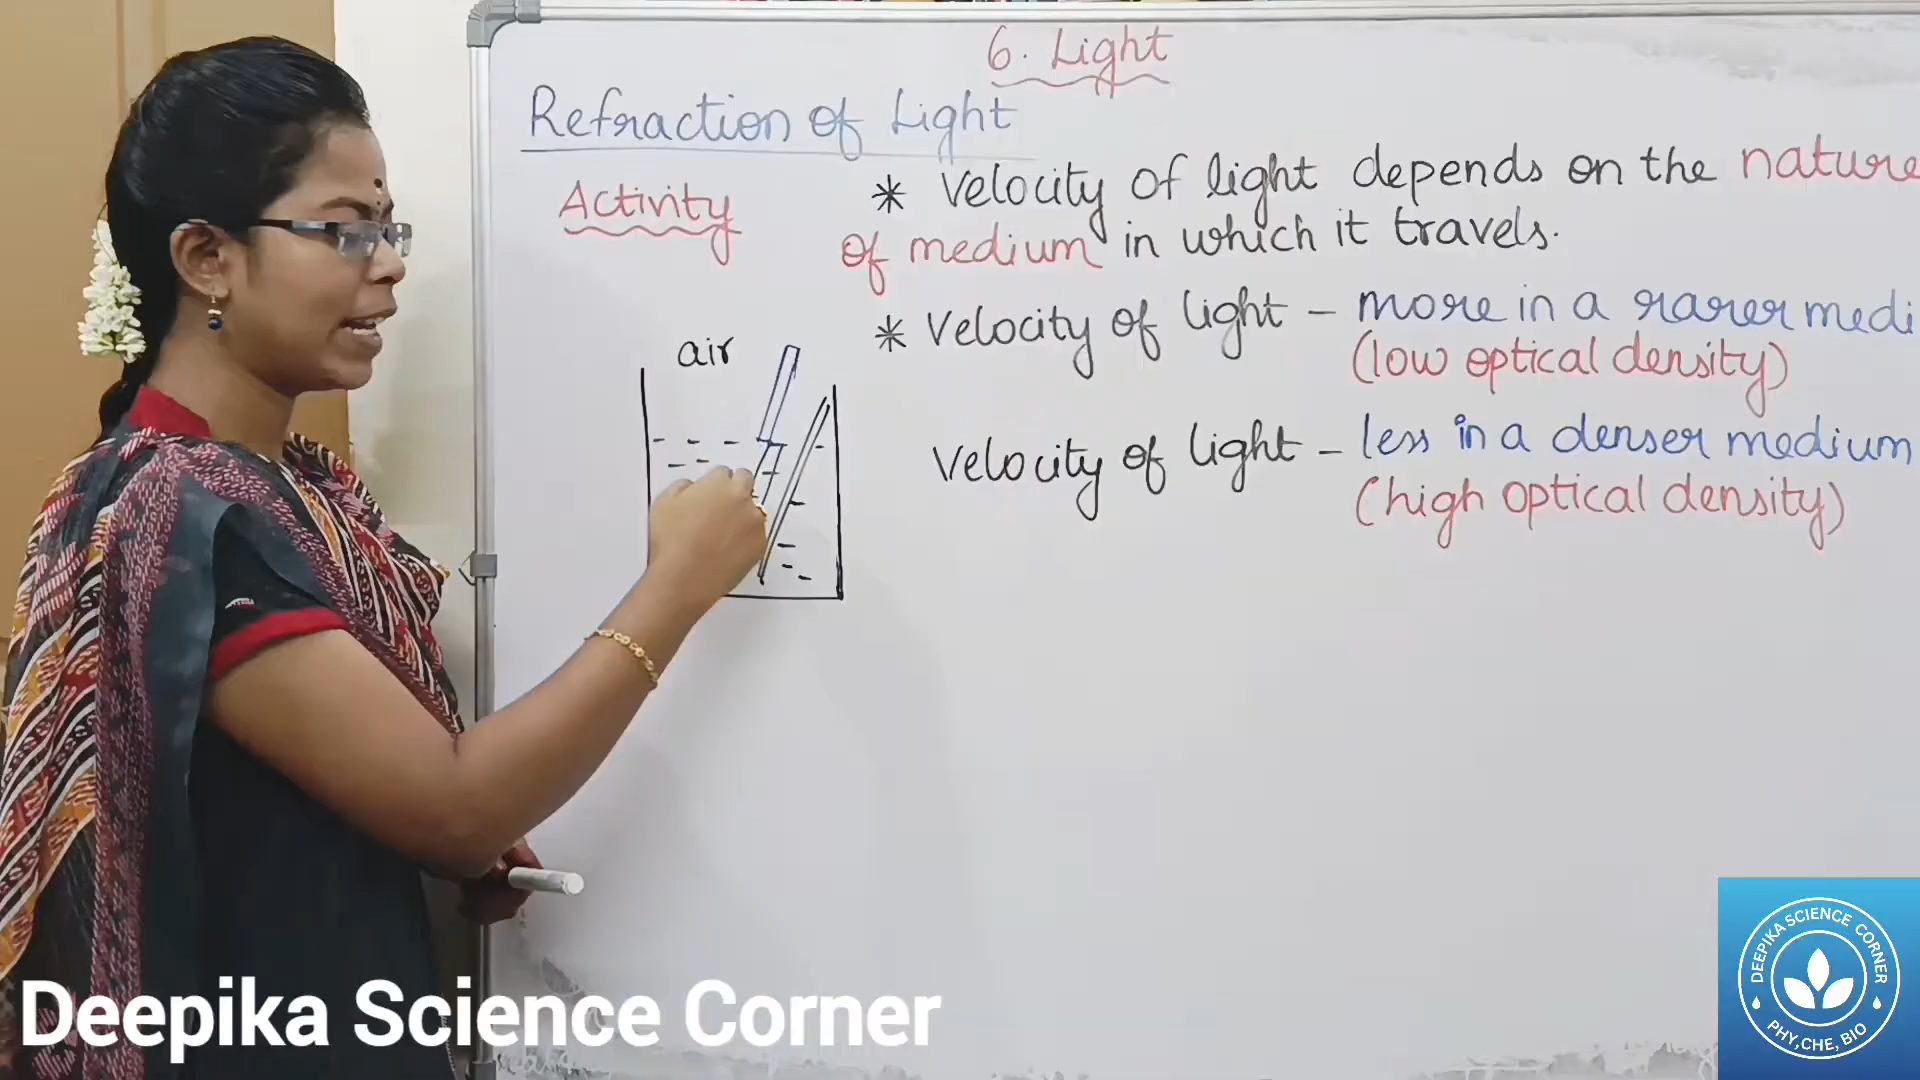 6. Light
Refraction of Light
Activity
* Velocity of light depends on the nature
of medium in which it travels.
* Velocity of light - more in a rarer medi
(low optical density)
Velocity of light - less in a denser medium
(high optical density)
air
Deepika Science Corner
DEEPIKA SCIENCE CORNER
PHY,CHE, BIO